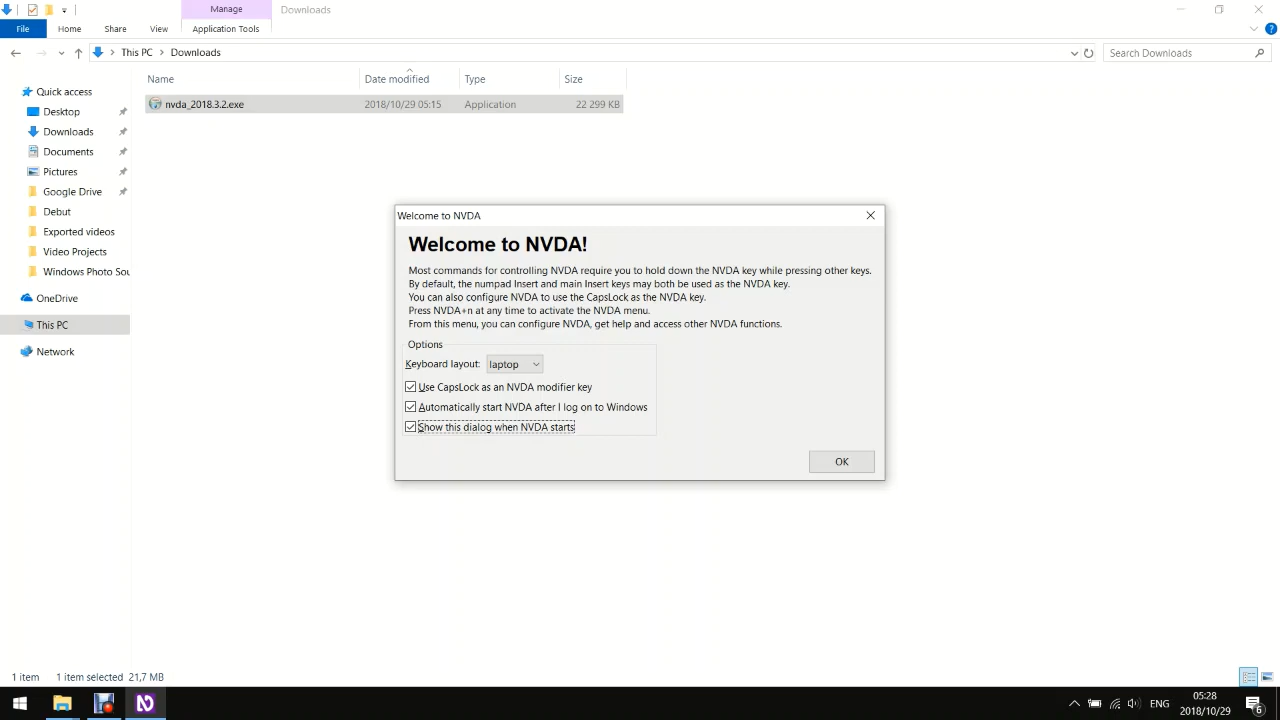 Manage
Downloads
File
Home
Share
View
Application Tools
This PC
Downloads
Search Downloads
Name
Date modified
Type
Size
nvda_2018.3.2.exe
2018/10/29 05:15
Application
22 299 KB
Quick access
Desktop
Downloads
Documents
Pictures
Google Drive
Debut
Exported videos
Video Projects
Windows Photo Sou
OneDrive
This PC
Network
Welcome to NVDA
Welcome to NVDA!
Most commands for controlling NVDA require you to hold down the NVDA key while pressing other keys.
By default, the numpad Insert and main Insert keys may both be used as the NVDA key.
You can also configure NVDA to use the CapsLock as the NVDA key.
Press NVDA+n at any time to activate the NVDA menu.
From this menu, you can configure NVDA, get help and access other NVDA functions.
Options
Keyboard layout: laptop
Use CapsLock as an NVDA modifier key
Automatically start NVDA after I log on to Windows
Show this dialog when NVDA starts
OK
1 item
1 item selected 21,7 MB
ENG
05:28
2018/10/29
6